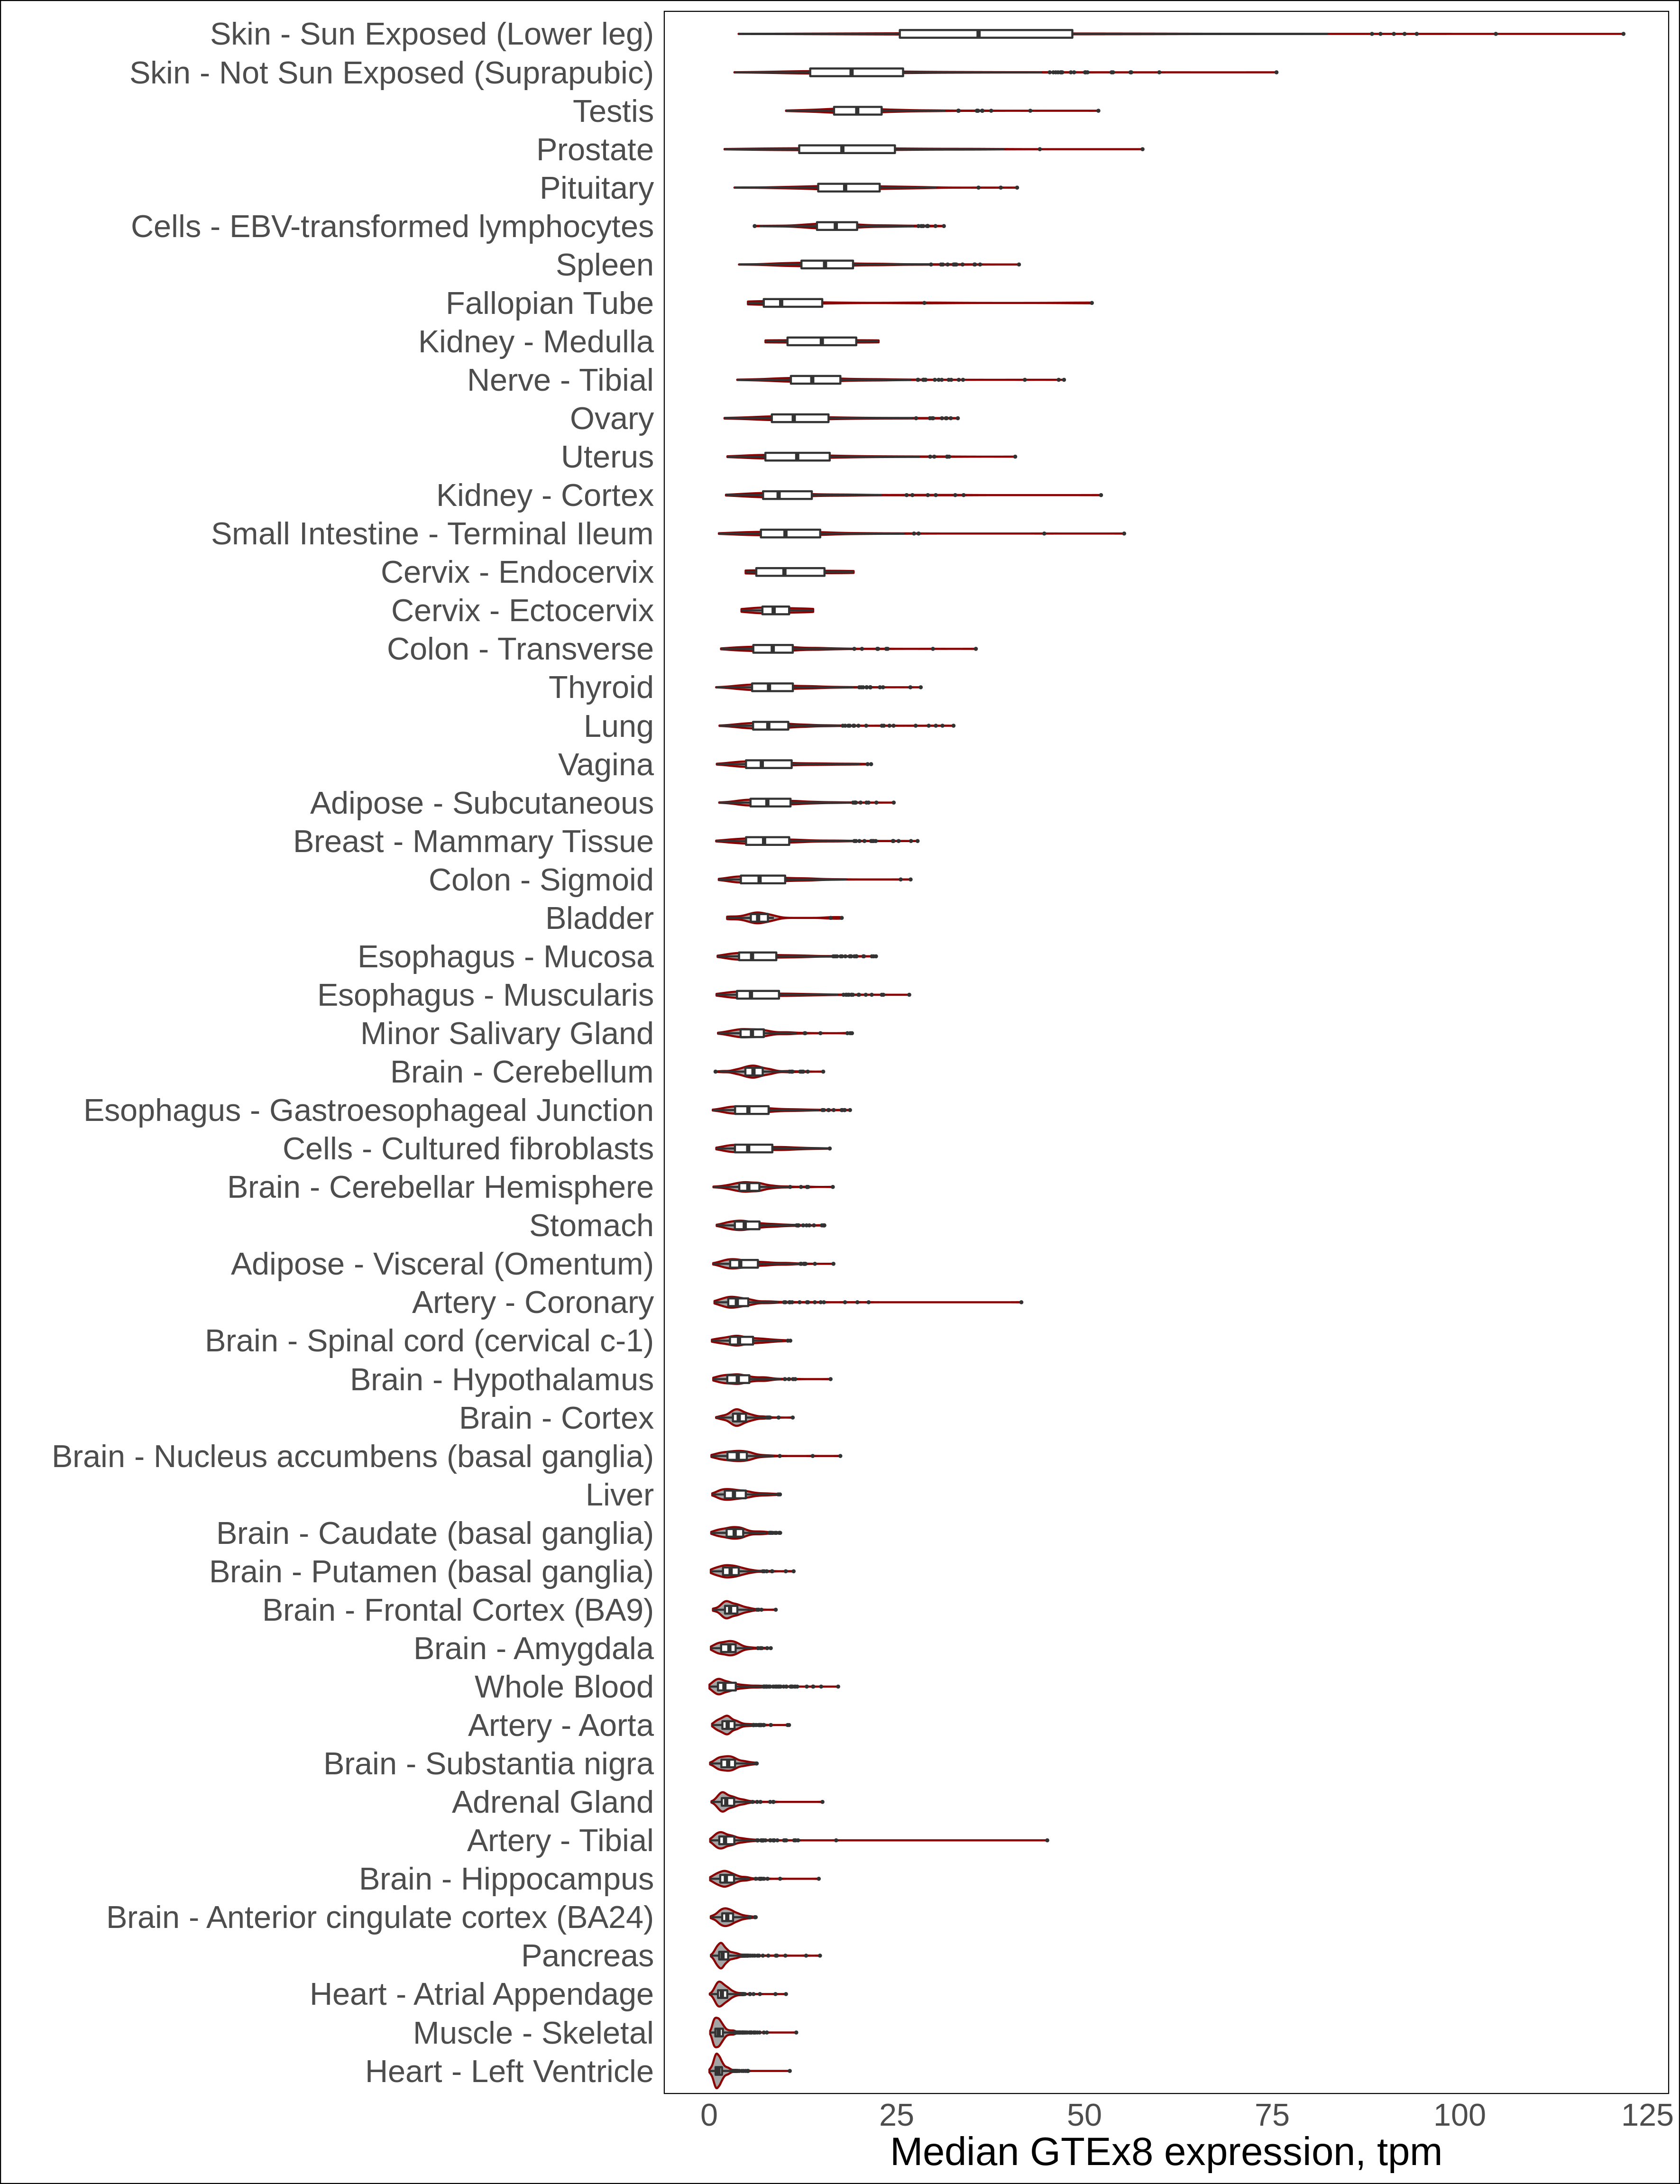 Skin - Sun Exposed (Lower leg)
Skin - Not Sun Exposed (Suprapubic)
Testis
Prostate
Pituitary
Cells - EBV-transformed lymphocytes
Spleen
Fallopian Tube
Kidney - Medulla
Nerve - Tibial
Ovary
Uterus
Kidney - Cortex
Small Intestine - Terminal Ileum
Cervix - Endocervix
Cervix - Ectocervix
Colon - Transverse
Thyroid
Lung
Vagina
Adipose - Subcutaneous
Breast - Mammary Tissue
Colon - Sigmoid
Bladder
Esophagus - Mucosa
Esophagus - Muscularis
Minor Salivary Gland
Brain - Cerebellum
Esophagus - Gastroesophageal Junction
Cells - Cultured fibroblasts
Brain - Cerebellar Hemisphere
Stomach
Adipose - Visceral (Omentum)
Artery - Coronary
Brain - Spinal cord (cervical c-1)
Brain - Hypothalamus
Brain - Cortex
Brain - Nucleus accumbens (basal ganglia)
Liver
Brain - Caudate (basal ganglia)
Brain - Putamen (basal ganglia)
Brain - Frontal Cortex (BA9)
Brain - Amygdala
Whole Blood
Artery - Aorta
Brain - Substantia nigra
Adrenal Gland
Artery - Tibial
Brain - Hippocampus
Brain - Anterior cingulate cortex (BA24)
Pancreas
Heart - Atrial Appendage
Muscle - Skeletal
Heart - Left Ventricle
0 25 50 75 100 125
Median GTEx8 expression, tpm